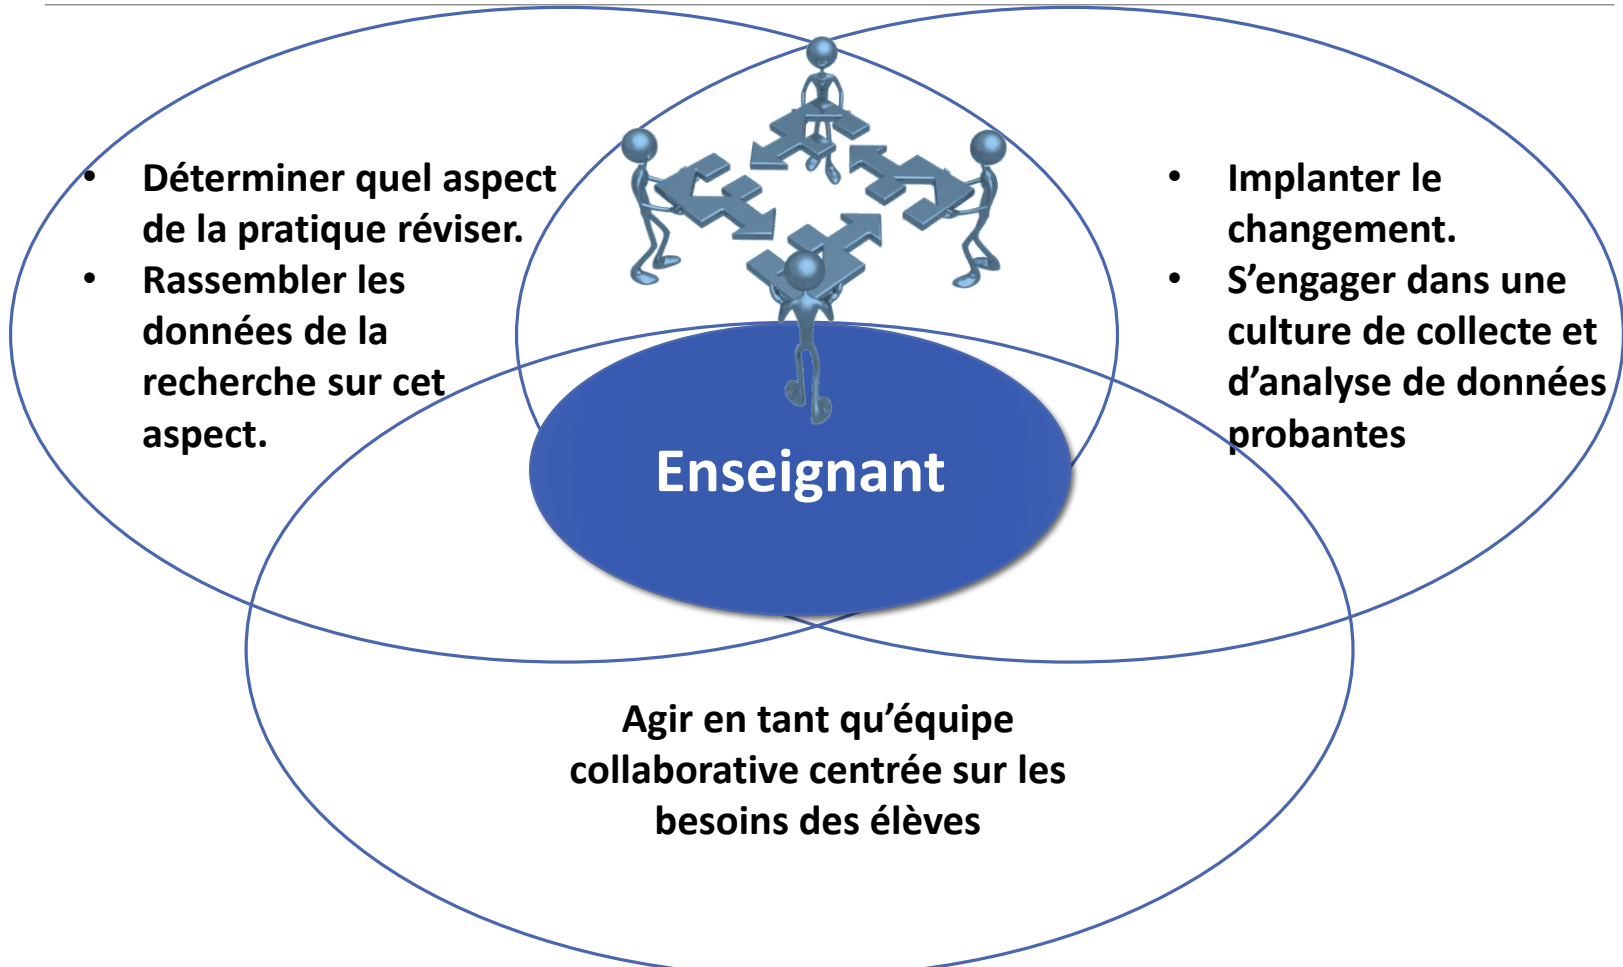 • Déterminer quel aspect
de la pratique réviser.
• Rassembler les
données de la
recherche sur cet
aspect.
• Implanter le
changement.
• S’engager dans une
culture de collecte et
d’analyse de données
probantes
Enseignant
Agir en tant qu’équipe
collaborative centrée sur les
besoins des élèves